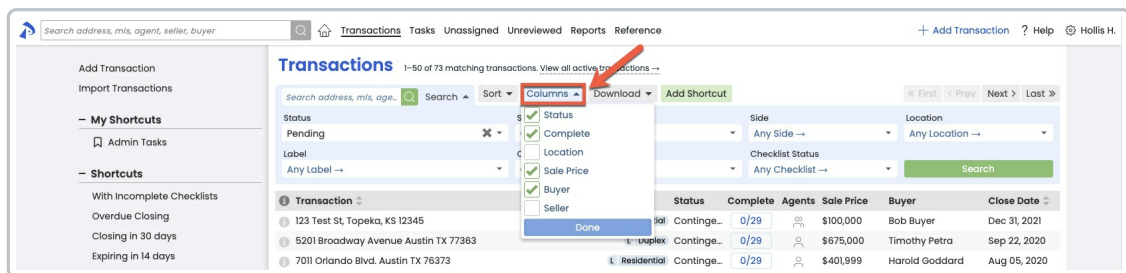 Search address, mls, agent, seller, buyer
Transactions Tasks Unassigned Unreviewed Reports Reference
+ Add Transaction ? Help Hollis H.
Add Transaction
Import Transactions
– My Shortcuts
Admin Tasks
– Shortcuts
With Incomplete Checklists
Overdue Closing
Closing in 30 days
Expiring in 14 days
Transactions 1–50 of 73 matching transactions. View all active transactions →
Search address, mls, age... Search Sort Columns Download Add Shortcut
« First < Prev Next > Last »
Status
Pending
Side
Any Side →
Location
Any Location →
Label
Any Label →
Checklist Status
Any Checklist →
Search
Status
Complete
Location
Sale Price
Buyer
Seller
Done
Transaction Status Complete Agents Sale Price Buyer Close Date
123 Test St, Topeka, KS 12345 Continge... 0/29 $100,000 Bob Buyer Dec 31, 2021
5201 Broadway Avenue Austin TX 77363 L Duplex Continge... 0/29 $675,000 Timothy Petra Sep 22, 2020
7011 Orlando Blvd. Austin TX 76373 L Residential Continge... 0/29 $401,999 Harold Goddard Aug 05, 2020